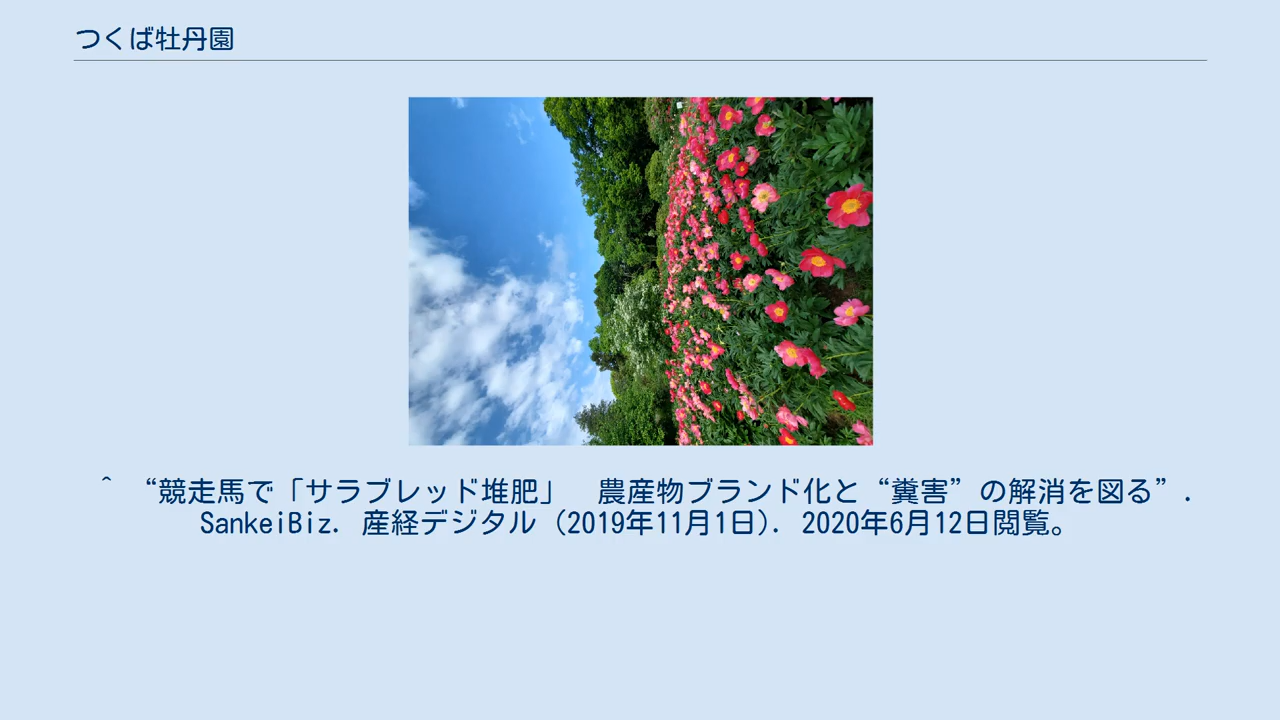 つくば牡丹園
^ “競走馬で「サラブレッド堆肥」　農産物ブランド化と“糞害”の解消を図る”.
SankeiBiz. 産経デジタル (2019年11月1日). 2020年6月12日閲覧。